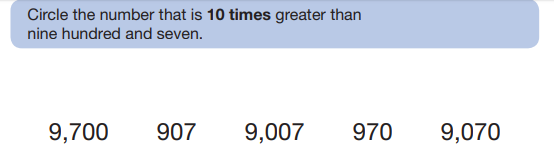 Circle the number that is 10 times greater than
nine hundred and seven.
9,700 907 9,007 970 9,070